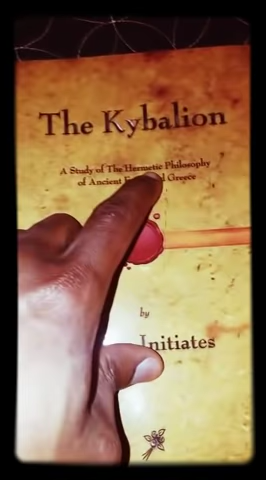 The Kybalion
A Study of The Hermetic Philosophy
of Ancient Greece
by
Initiates